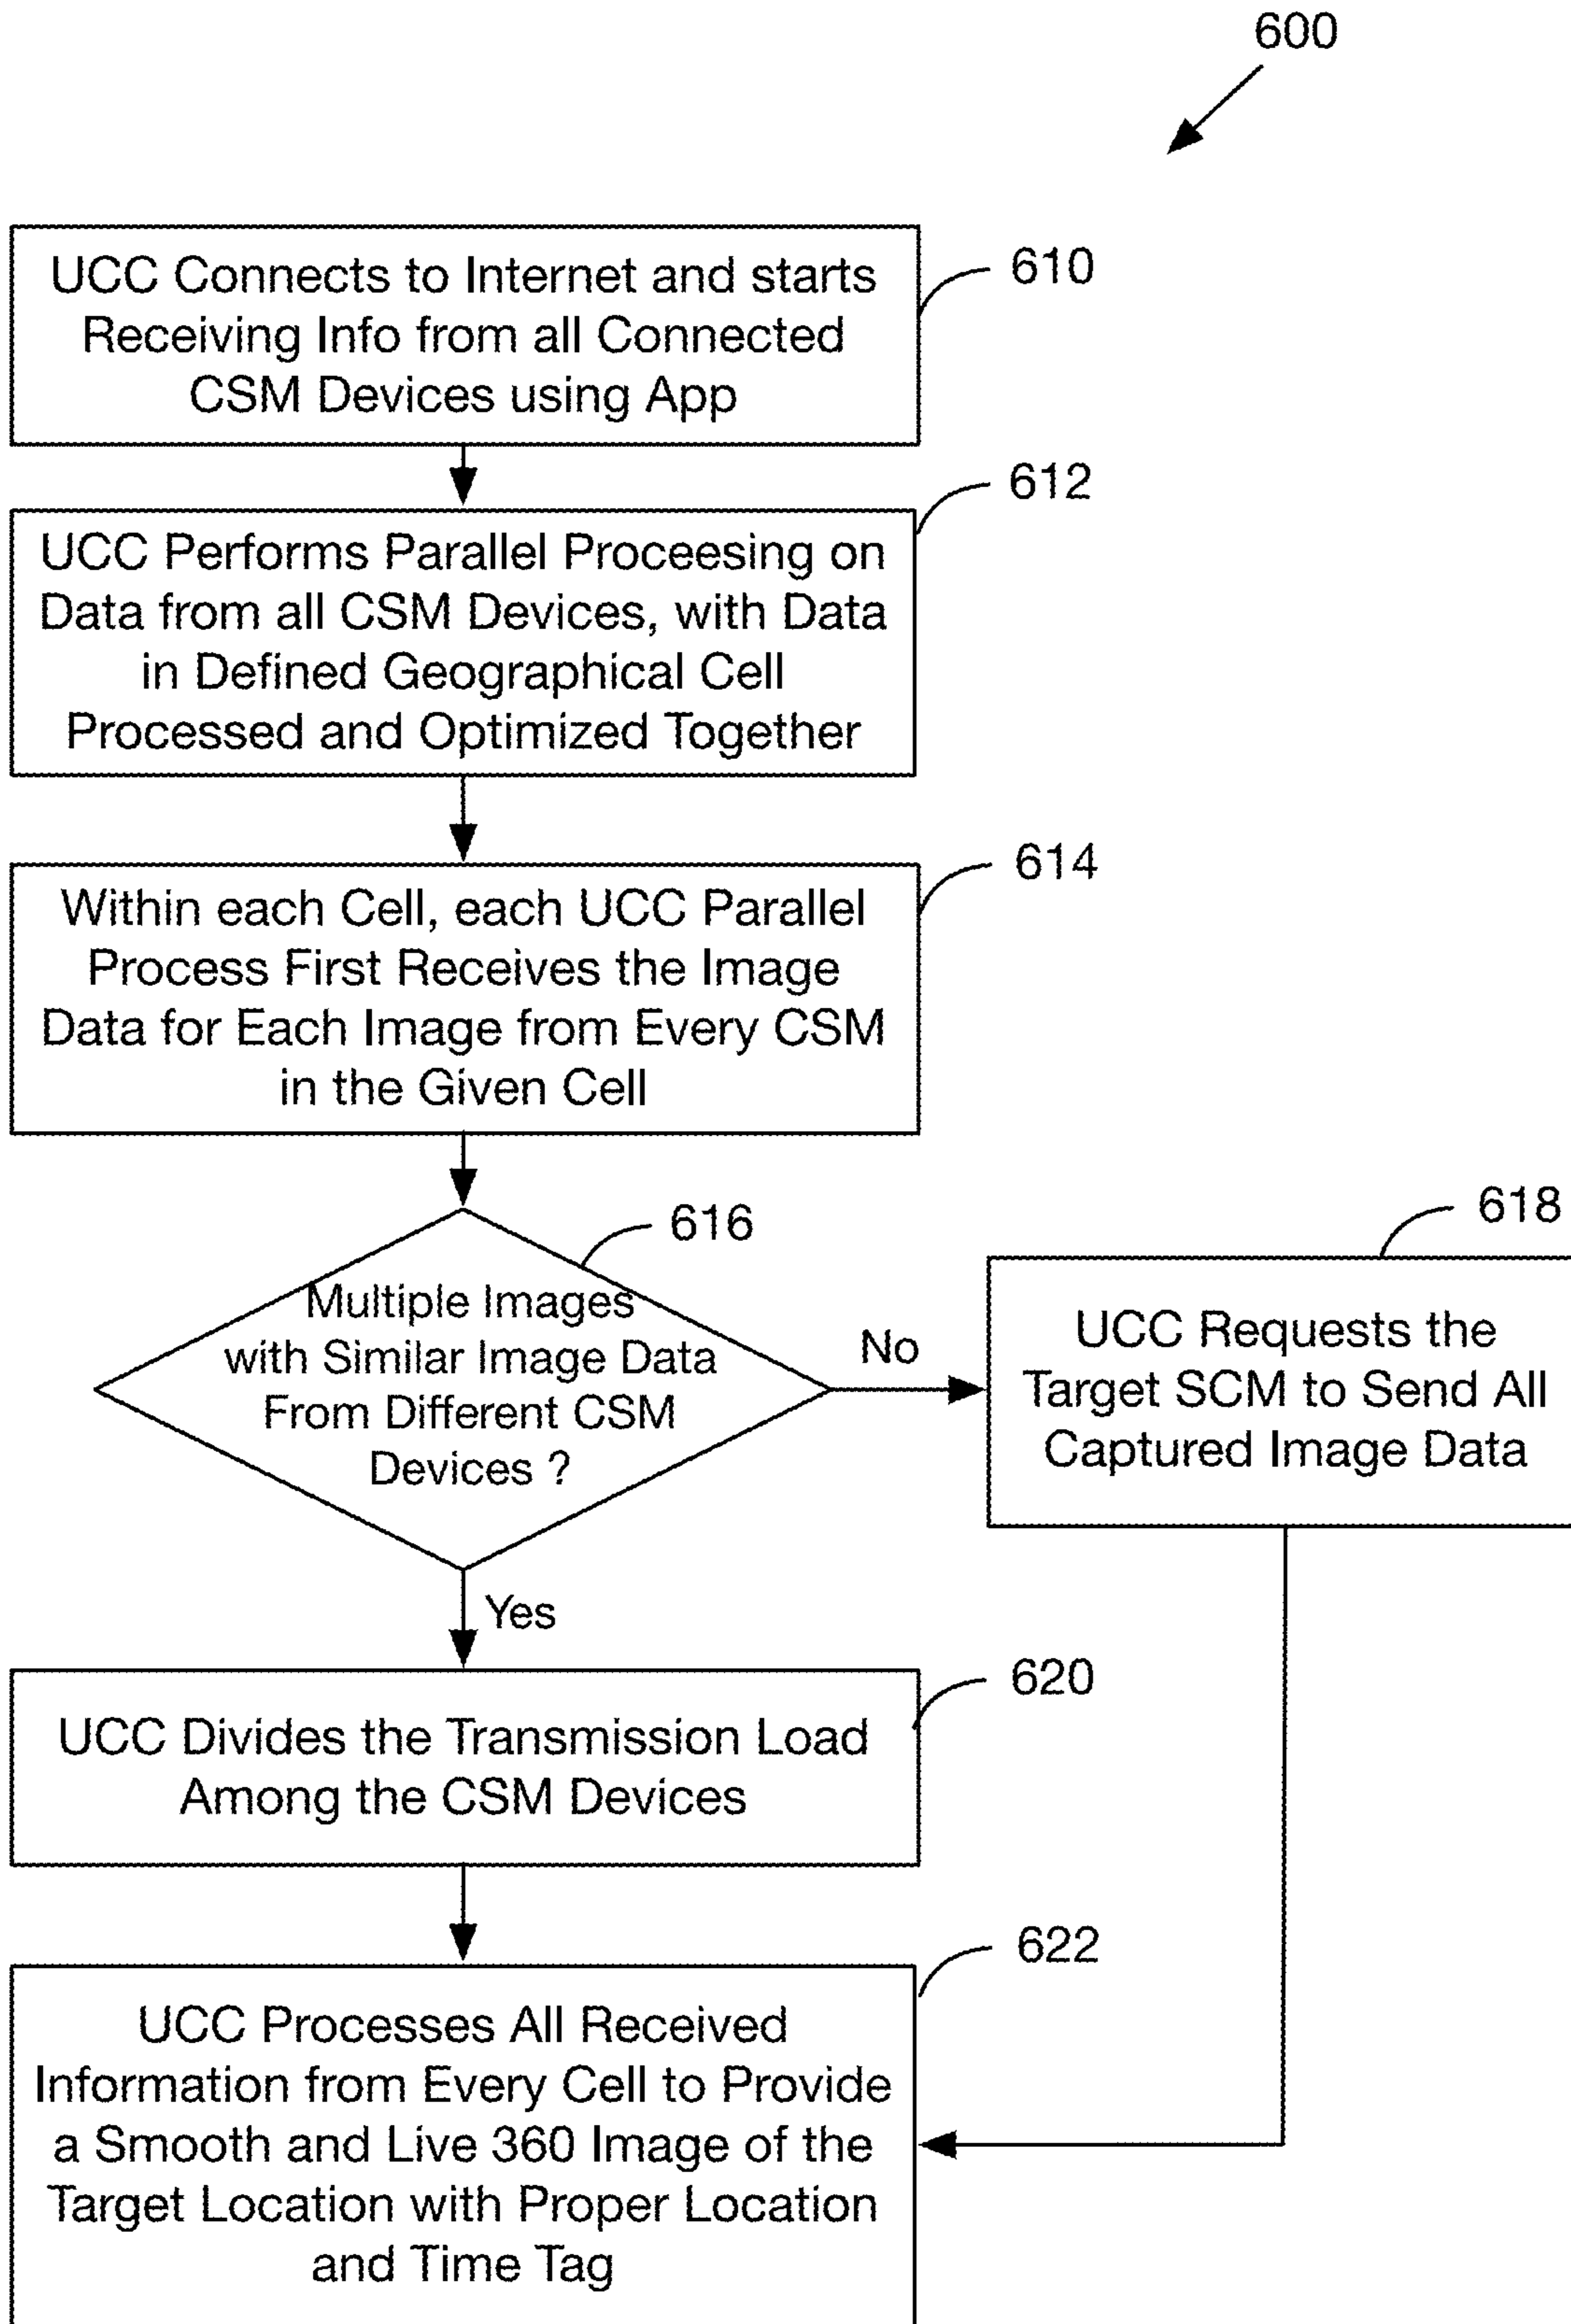 600
UCC Connects to Internet and starts
Receiving Info from all Connected
CSM Devices using App
610
UCC Performs Parallel Proceesing on
Data from all CSM Devices, with Data
in Defined Geographical Cell
Processed and Optimized Together
612
Within each Cell, each UCC Parallel
Process First Receives the Image
Data for Each Image from Every CSM
in the Given Cell
614
Multiple Images
with Similar Image Data
From Different CSM
Devices ?
616
No
UCC Requests the
Target SCM to Send All
Captured Image Data
618
Yes
UCC Divides the Transmission Load
Among the CSM Devices
620
UCC Processes All Received
Information from Every Cell to Provide
a Smooth and Live 360 Image of the
Target Location with Proper Location
and Time Tag
622